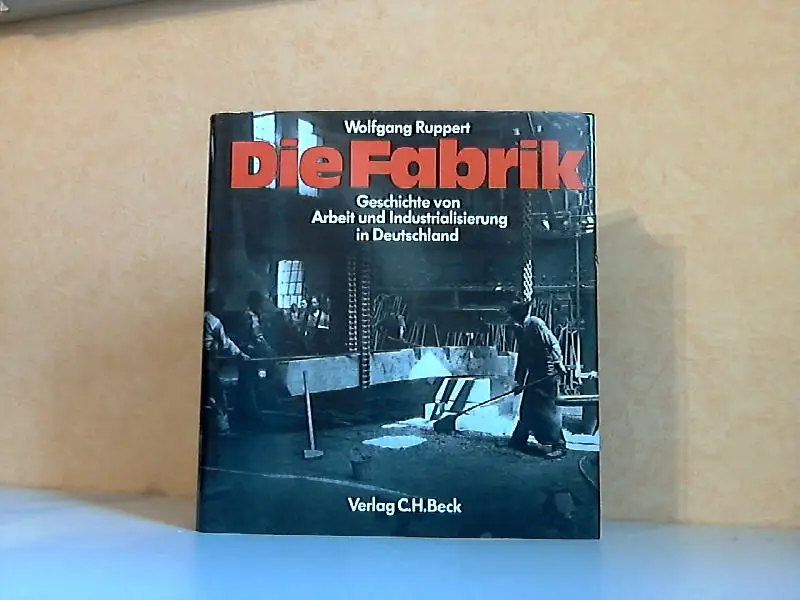 Wolfgang Ruppert
Die Fabrik
Geschichte von
Arbeit und Industrialisierung
in Deutschland
Verlag C.H.Beck